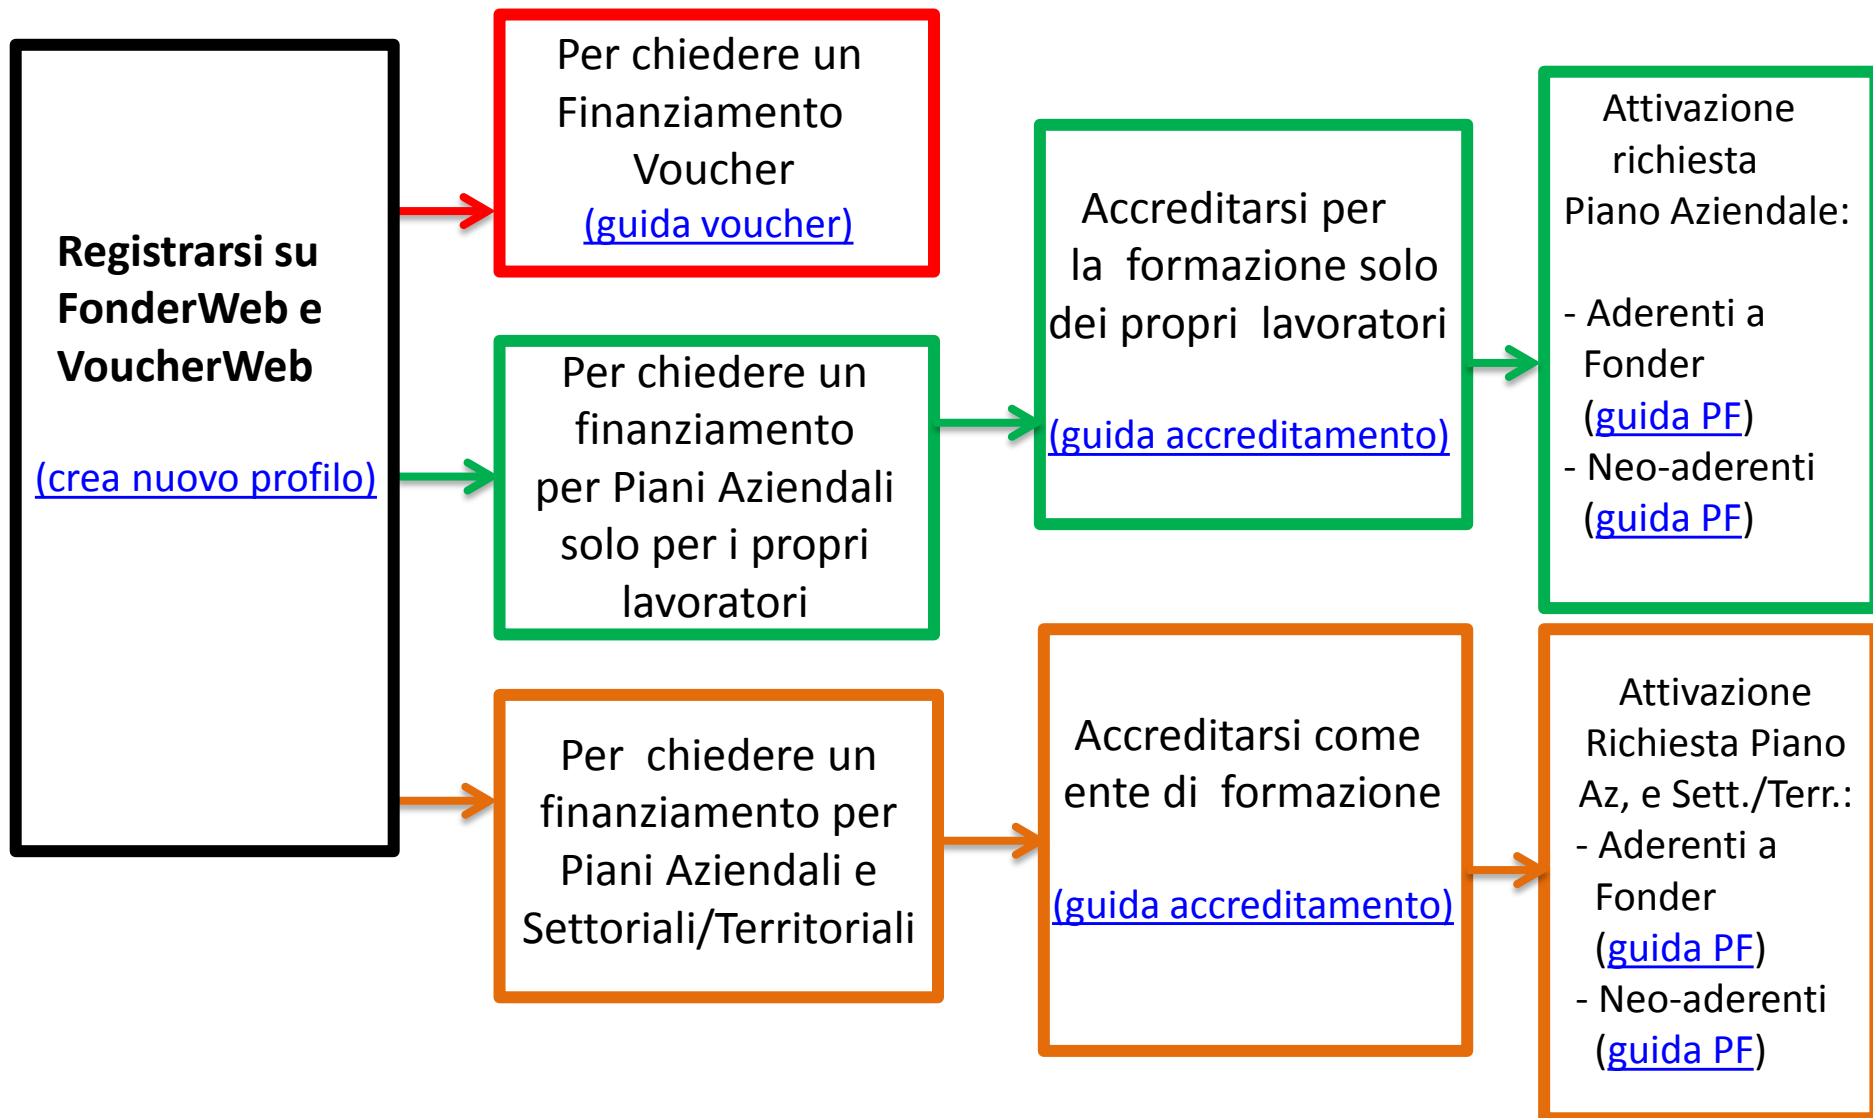 Registrarsi su
FonderWeb e
VoucherWeb
(crea nuovo profilo)
Per chiedere un
Finanziamento
Voucher
(guida voucher)
Per chiedere un
finanziamento
per Piani Aziendali
solo per i propri
lavoratori
Accreditarsi per
la formazione solo
dei propri lavoratori
(guida accreditamento)
Attivazione
richiesta
Piano Aziendale:
- Aderenti a
Fonder
(guida PF)
- Neo-aderenti
(guida PF)
Per chiedere un
finanziamento per
Piani Aziendali e
Settoriali/Territoriali
Accreditarsi come
ente di formazione
(guida accreditamento)
Attivazione
Richiesta Piano
Az, e Sett./Terr.:
- Aderenti a
Fonder
(guida PF)
- Neo-aderenti
(guida PF)